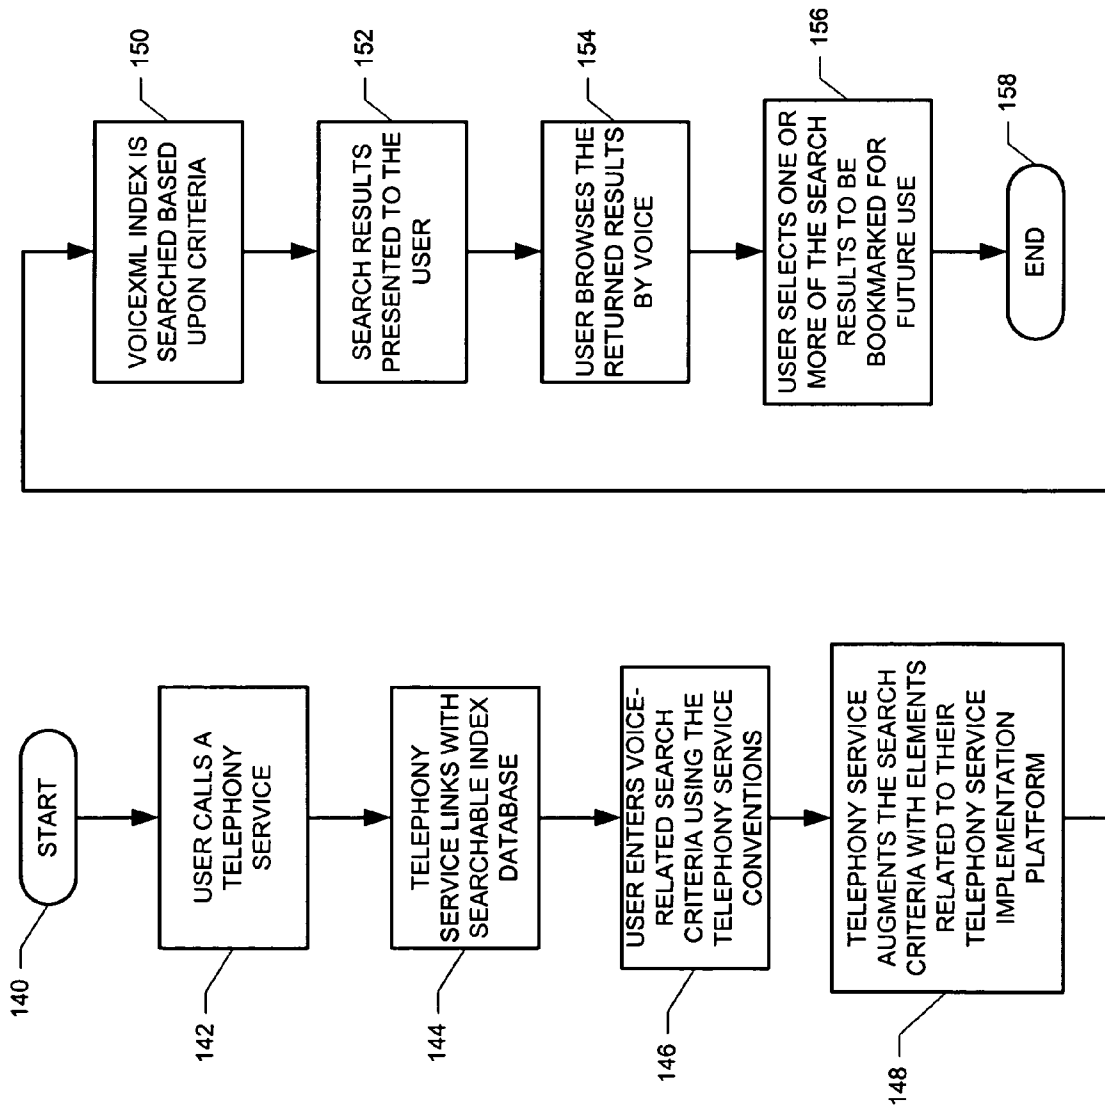 START
140
USER CALLS A
TELEPHONY
SERVICE
142
TELEPHONY
SERVICE LINKS WITH
SEARCHABLE INDEX
DATABASE
144
USER ENTERS VOICE-
RELATED SEARCH
CRITERIA USING THE
TELEPHONY SERVICE
CONVENTIONS
146
TELEPHONY SERVICE
AUGMENTS THE SEARCH
CRITERIA WITH ELEMENTS
RELATED TO THEIR
TELEPHONY SERVICE
IMPLEMENTATION
PLATFORM
148
VOICEXML INDEX IS
SEARCHED BASED
UPON CRITERIA
150
SEARCH RESULTS
PRESENTED TO THE
USER
152
USER BROWSES THE
RETURNED RESULTS
BY VOICE
154
USER SELECTS ONE OR
MORE OF THE SEARCH
RESULTS TO BE
BOOKMARKED FOR
FUTURE USE
156
END
158